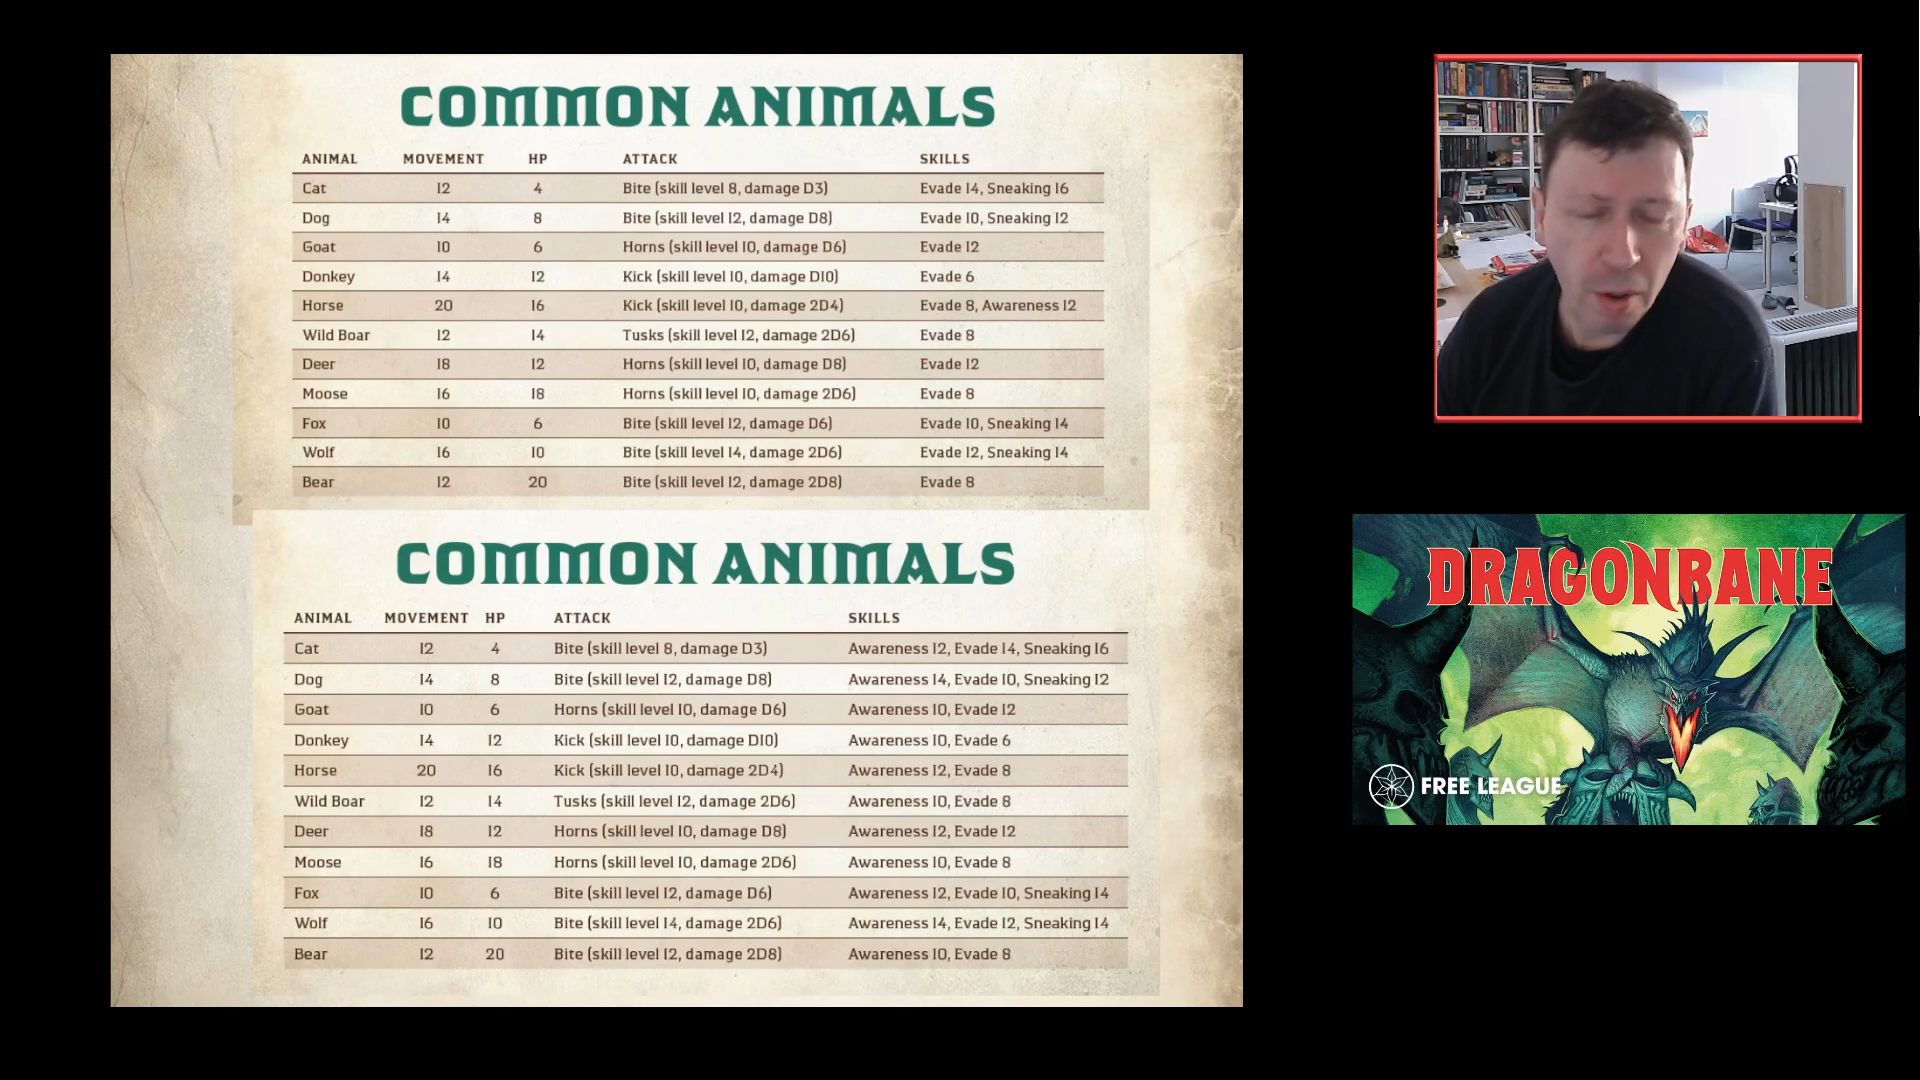 COMMON ANIMALS
ANIMAL MOVEMENT HP ATTACK SKILLS
Cat 12 4 Bite (skill level 8, damage D3) Evade 14, Sneaking 16
Dog 14 8 Bite (skill level 12, damage D8) Evade 10, Sneaking 12
Goat 10 6 Horns (skill level 10, damage D6) Evade 12
Donkey 14 12 Kick (skill level 10, damage D10) Evade 6
Horse 20 16 Kick (skill level 10, damage 2D4) Evade 8, Awareness 12
Wild Boar 12 14 Tusks (skill level 12, damage 2D6) Evade 8
Deer 18 12 Horns (skill level 10, damage D8) Evade 12
Moose 16 18 Horns (skill level 10, damage 2D6) Evade 8
Fox 10 6 Bite (skill level 12, damage D6) Evade 10, Sneaking 14
Wolf 16 10 Bite (skill level 14, damage 2D6) Evade 12, Sneaking 14
Bear 12 20 Bite (skill level 12, damage 2D8) Evade 8
COMMON ANIMALS
ANIMAL MOVEMENT HP ATTACK SKILLS
Cat 12 4 Bite (skill level 8, damage D3) Awareness 12, Evade 14, Sneaking 16
Dog 14 8 Bite (skill level 12, damage D8) Awareness 14, Evade 10, Sneaking 12
Goat 10 6 Horns (skill level 10, damage D6) Awareness 10, Evade 12
Donkey 14 12 Kick (skill level 10, damage D10) Awareness 10, Evade 6
Horse 20 16 Kick (skill level 10, damage 2D4) Awareness 12, Evade 8
Wild Boar 12 14 Tusks (skill level 12, damage 2D6) Awareness 10, Evade 8
Deer 18 12 Horns (skill level 10, damage D8) Awareness 12, Evade 12
Moose 16 18 Horns (skill level 10, damage 2D6) Awareness 10, Evade 8
Fox 10 6 Bite (skill level 12, damage D6) Awareness 12, Evade 10, Sneaking 14
Wolf 16 10 Bite (skill level 14, damage 2D6) Awareness 14, Evade 12, Sneaking 14
Bear 12 20 Bite (skill level 12, damage 2D8) Awareness 10, Evade 8
DRAGONBANE
FREE LEAGUE